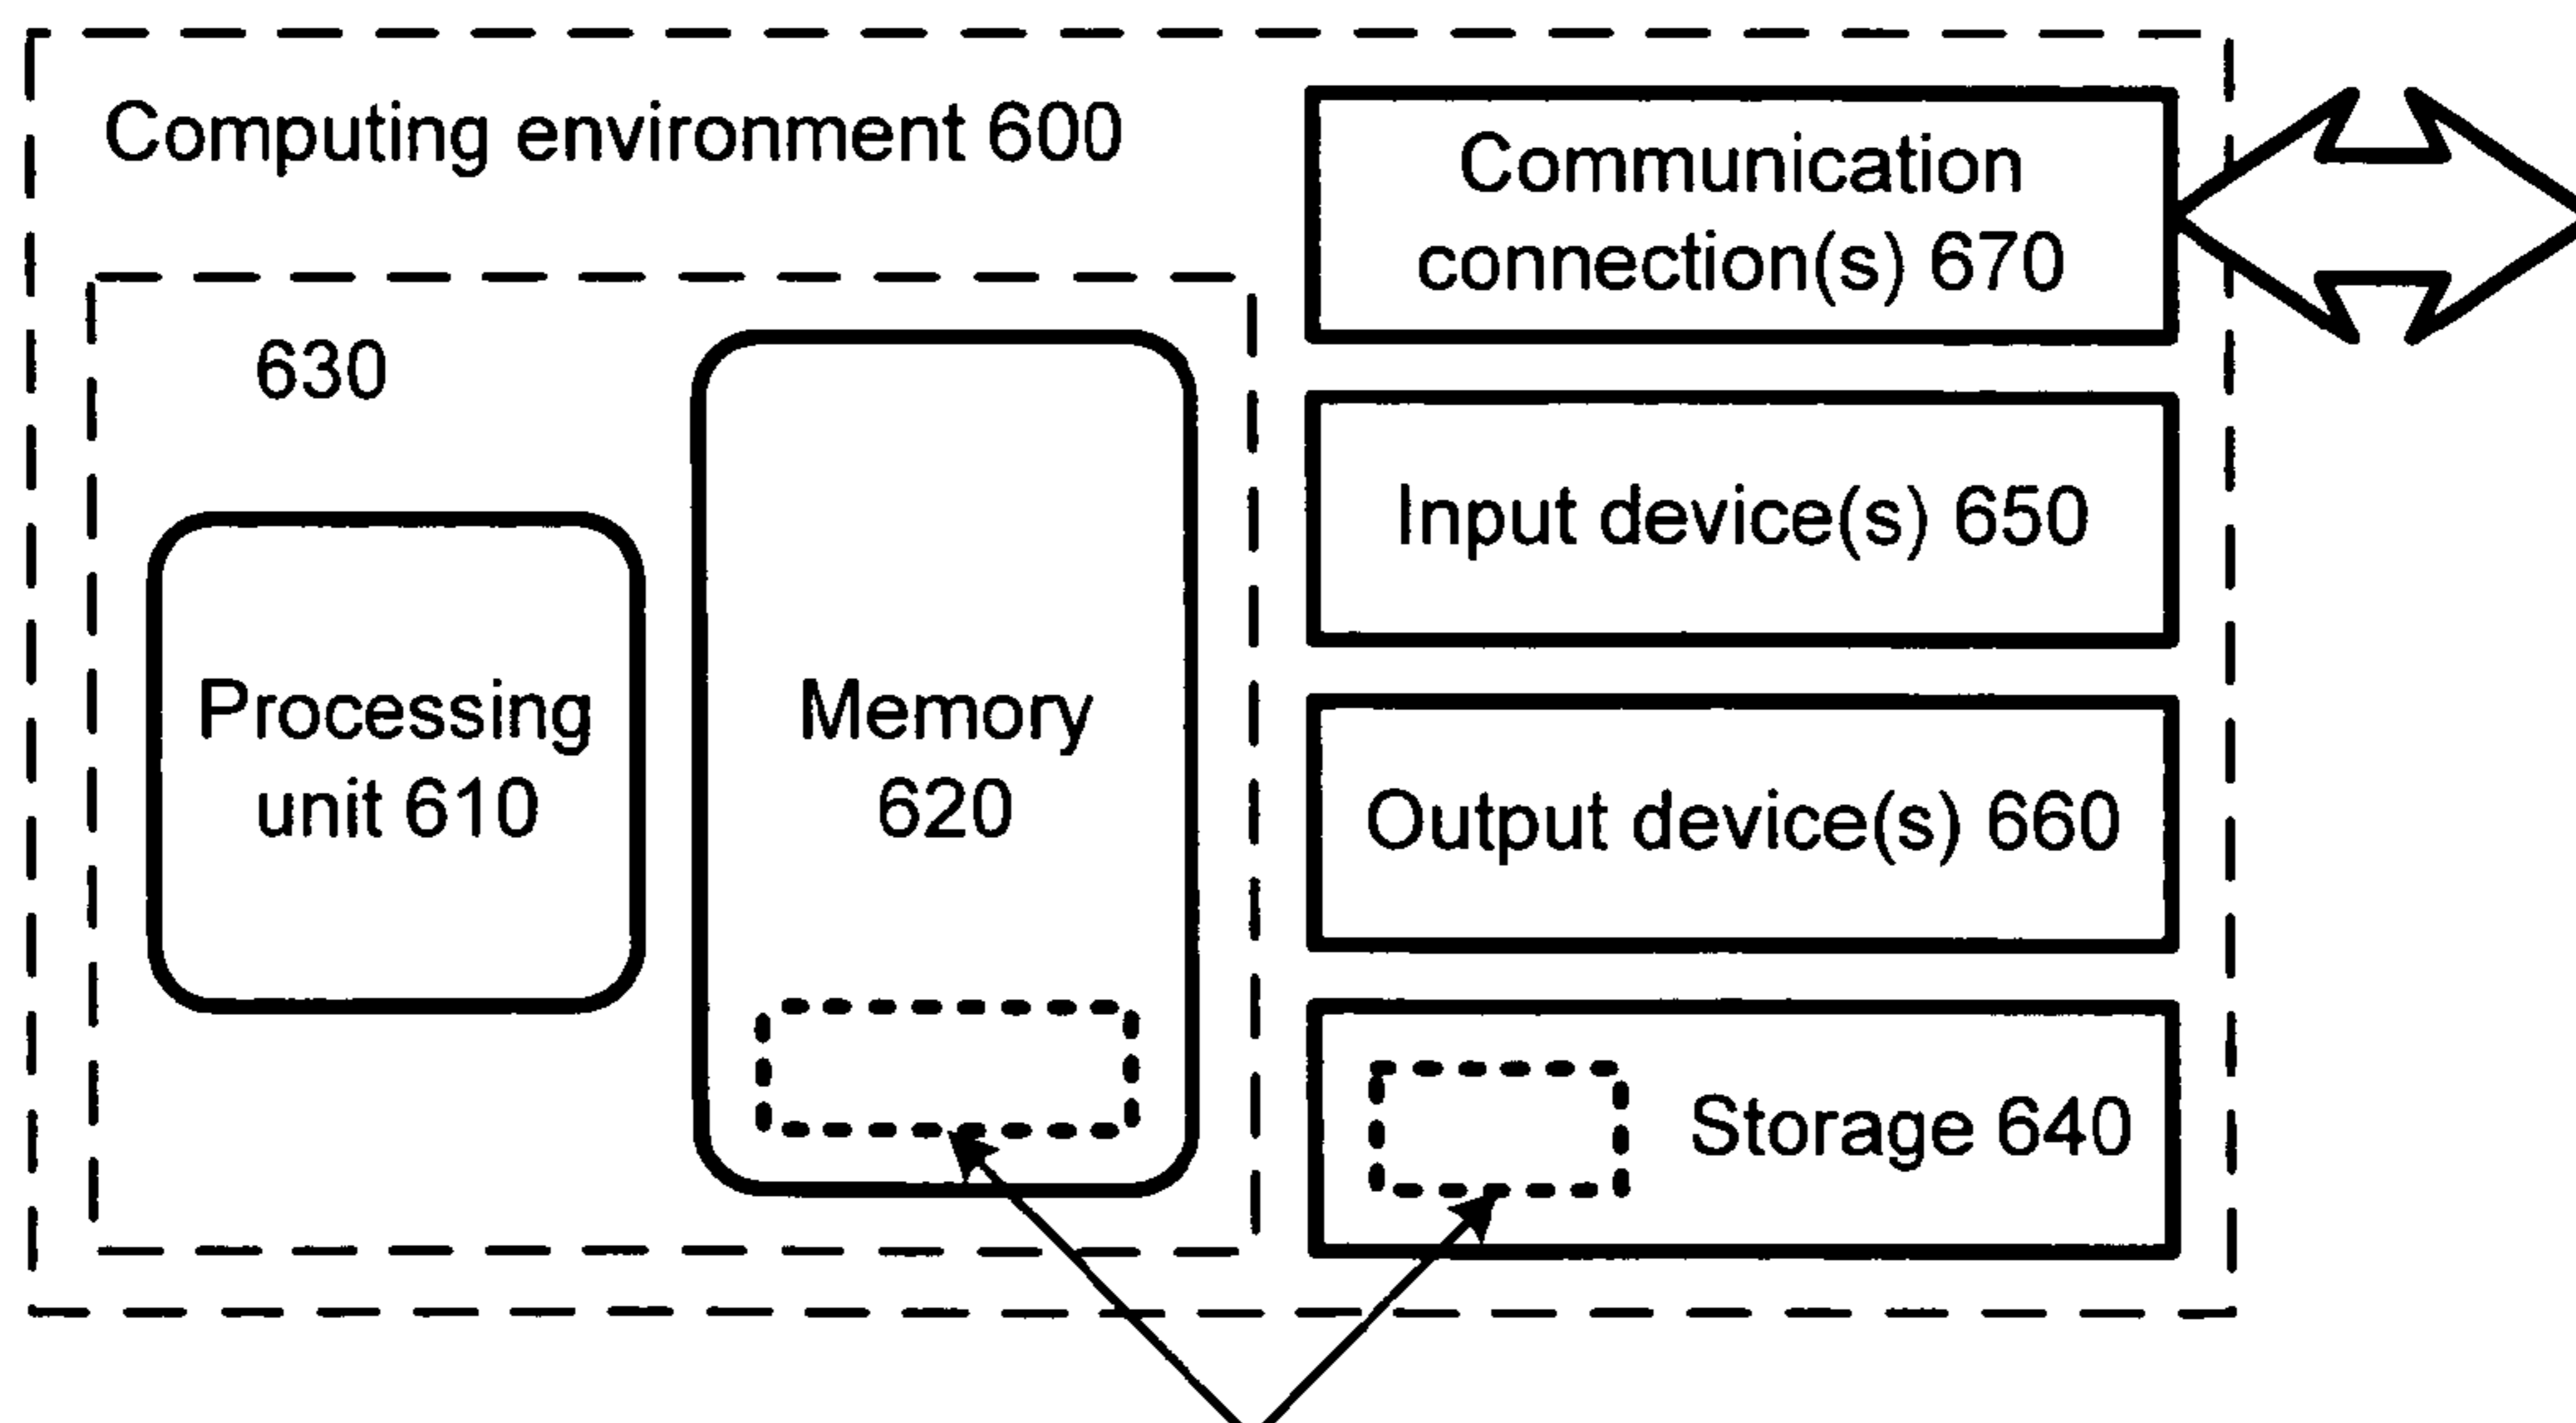 Computing environment 600
Communication
connection(s) 670
630
Input device(s) 650
Processing
unit 610
Memory
620
Output device(s) 660
Storage 640